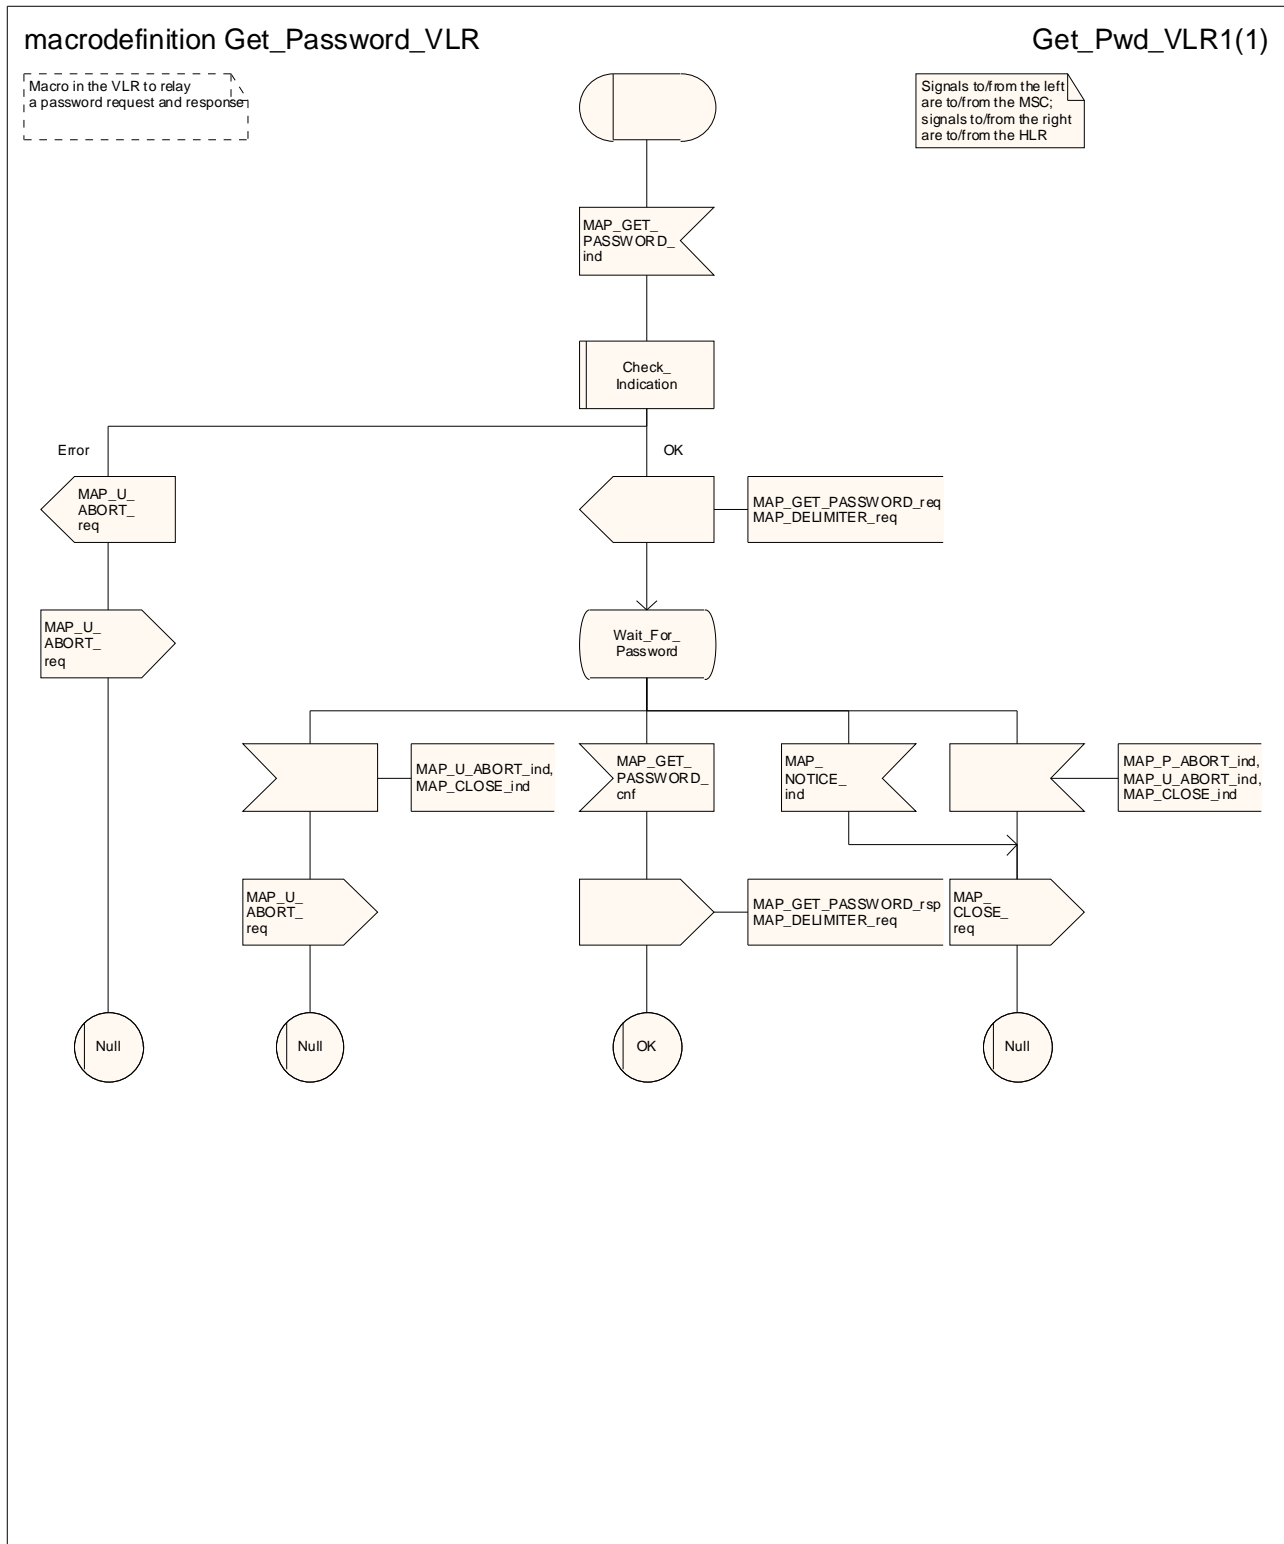 macrodefinition Get_Password_VLR
Get_Pwd_VLR1(1)
Macro in the VLR to relay
a password request and response
Signals to/from the left
are to/from the MSC;
signals to/from the right
are to/from the HLR
MAP_GET_
PASSWORD_
ind
Check_
Indication
Error
OK
MAP_U_
ABORT_
req
MAP_GET_PASSWORD_req
MAP_DELIMITER_req
MAP_U_
ABORT_
req
Wait_For_
Password
MAP_U_ABORT_ind,
MAP_CLOSE_ind
MAP_GET_
PASSWORD_
cnf
MAP_
NOTICE_
ind
MAP_P_ABORT_ind,
MAP_U_ABORT_ind,
MAP_CLOSE_ind
MAP_U_
ABORT_
req
MAP_GET_PASSWORD_rsp
MAP_DELIMITER_req
MAP_
CLOSE_
req
Null
Null
OK
Null